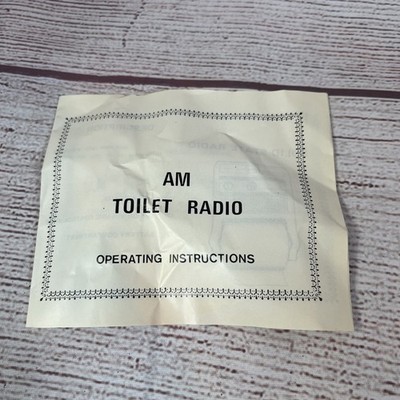 AM
TOILET RADIO
OPERATING INSTRUCTIONS